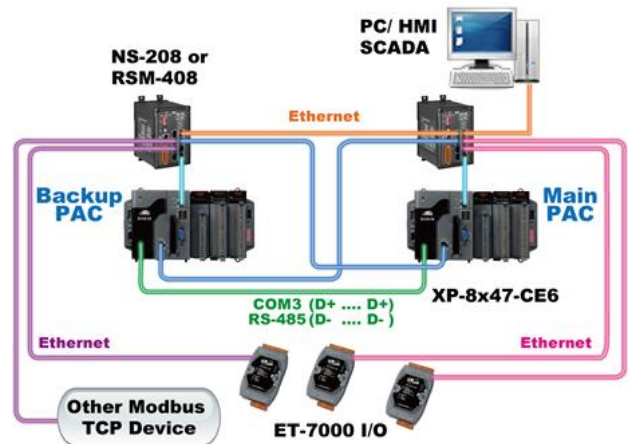 PC/ HMI
SCADA
NS-208 or
RSM-408
Ethernet
Backup
PAC
Main
PAC
XP-8x47-CE6
COM3 (D+ .... D+)
RS-485 (D- .... D- )
Ethernet
Ethernet
Other Modbus
TCP Device
ET-7000 I/O